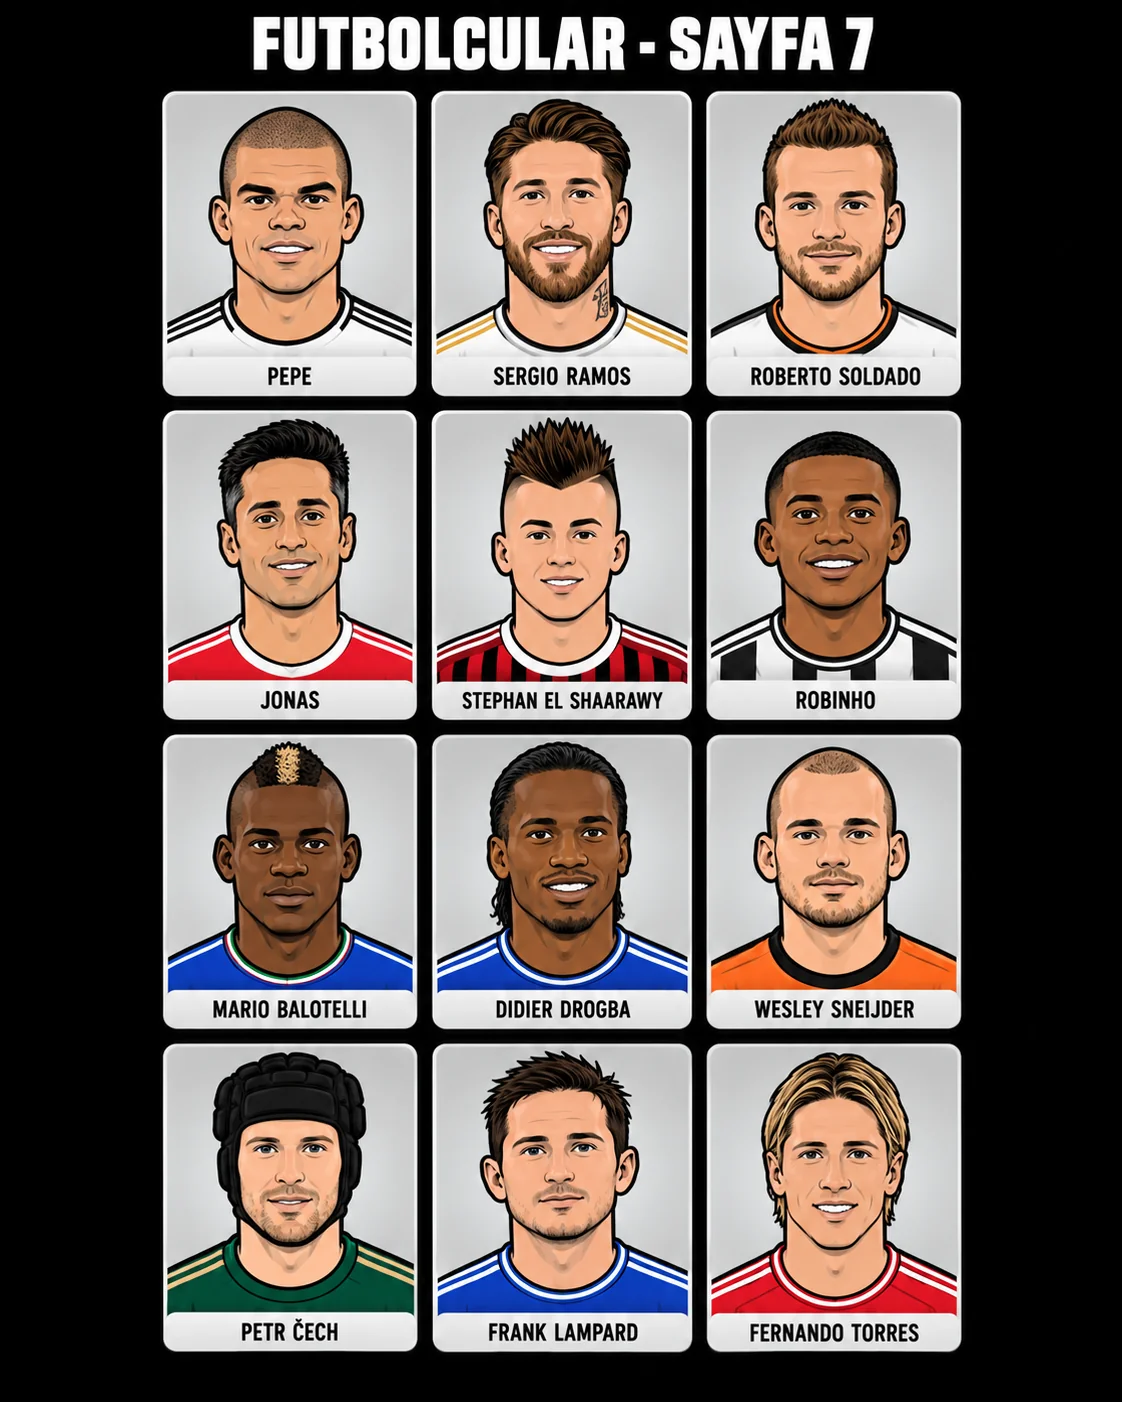 FUTBOLCULAR - SAYFA 7
PEPE
SERGIO RAMOS
ROBERTO SOLDADO
JONAS
STEPHAN EL SHAARAWY
ROBINHO
MARIO BALOTELLI
DIDIER DROGBA
WESLEY SNEIJDER
PETR ČECH
FRANK LAMPARD
FERNANDO TORRES